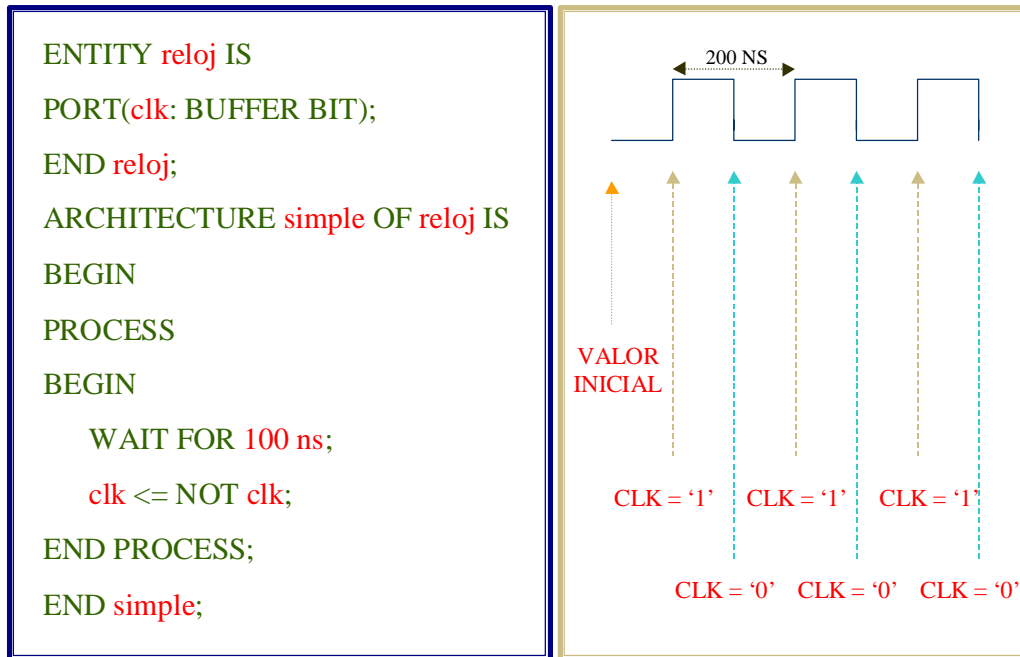 ENTITY reloj IS
PORT(clk: BUFFER BIT);
END reloj;
ARCHITECTURE simple OF reloj IS
BEGIN
PROCESS
BEGIN
WAIT FOR 100 ns;
clk <= NOT clk;
END PROCESS;
END simple;
200 NS
VALOR
INICIAL
CLK = ‘1’ CLK = ‘1’ CLK = ‘1’
CLK = ‘0’ CLK = ‘0’ CLK = ‘0’